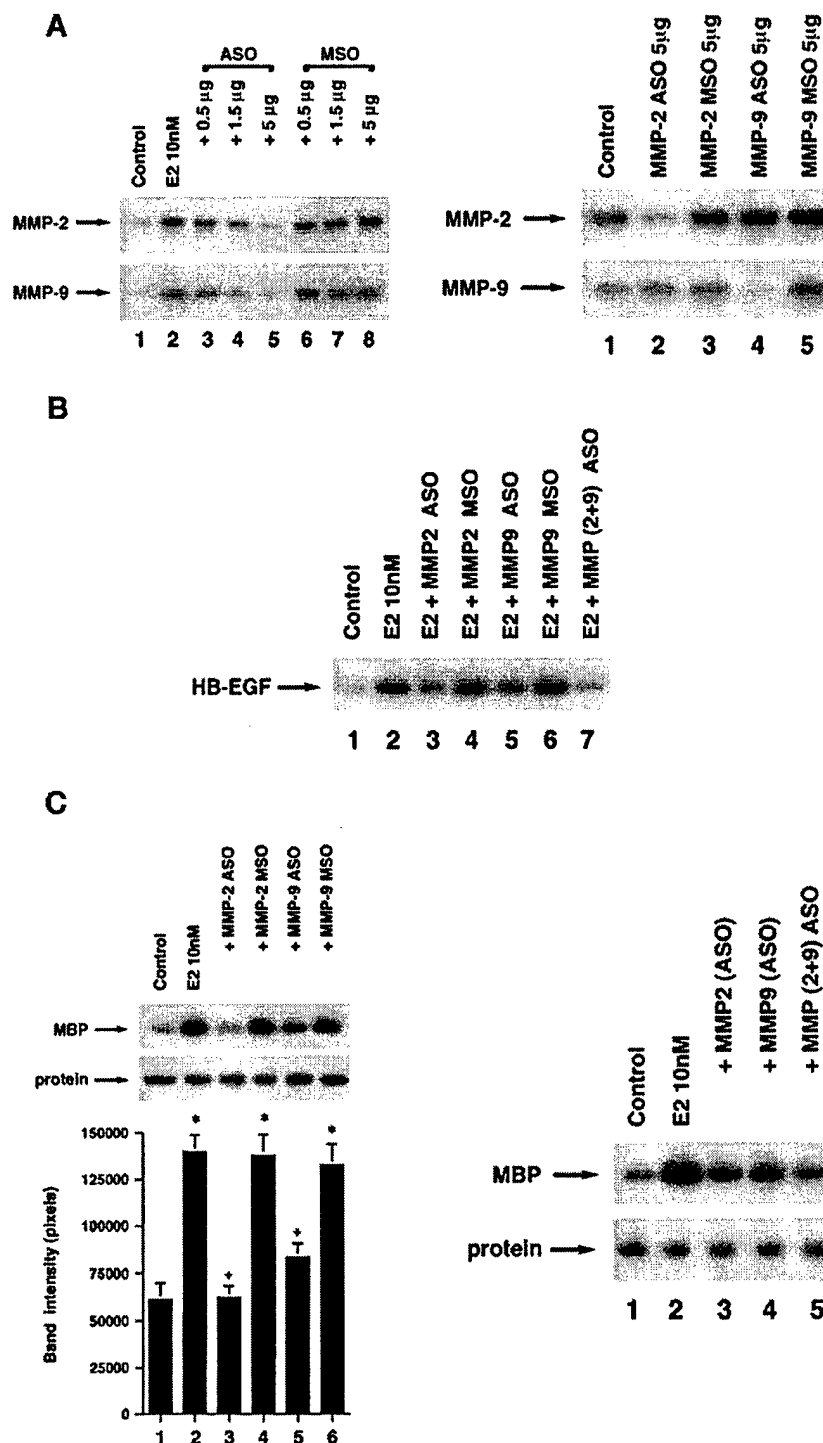 A
ASO
MSO
Control
E2 10nM
+ 0.5 µg
+ 1.5 µg
+ 5 µg
+ 0.5 µg
+ 1.5 µg
+ 5 µg
MMP-2
MMP-9
1 2 3 4 5 6 7 8
Control
MMP-2 ASO 5µg
MMP-2 MSO 5µg
MMP-9 ASO 5µg
MMP-9 MSO 5µg
MMP-2
MMP-9
1 2 3 4 5
B
Control
E2 10nM
E2 + MMP2 ASO
E2 + MMP2 MSO
E2 + MMP9 ASO
E2 + MMP9 MSO
E2 + MMP (2+9) ASO
HB-EGF
1 2 3 4 5 6 7
C
Control
E2 10nM
+ MMP-2 ASO
+ MMP-2 MSO
+ MMP-9 ASO
+ MMP-9 MSO
MBP
protein
* * *
+ +
150000
125000
100000
75000
50000
25000
0
Band intensity (pixels)
1 2 3 4 5 6
Control
E2 10nM
+ MMP2 (ASO)
+ MMP9 (ASO)
+ MMP (2+9) ASO
MBP
protein
1 2 3 4 5